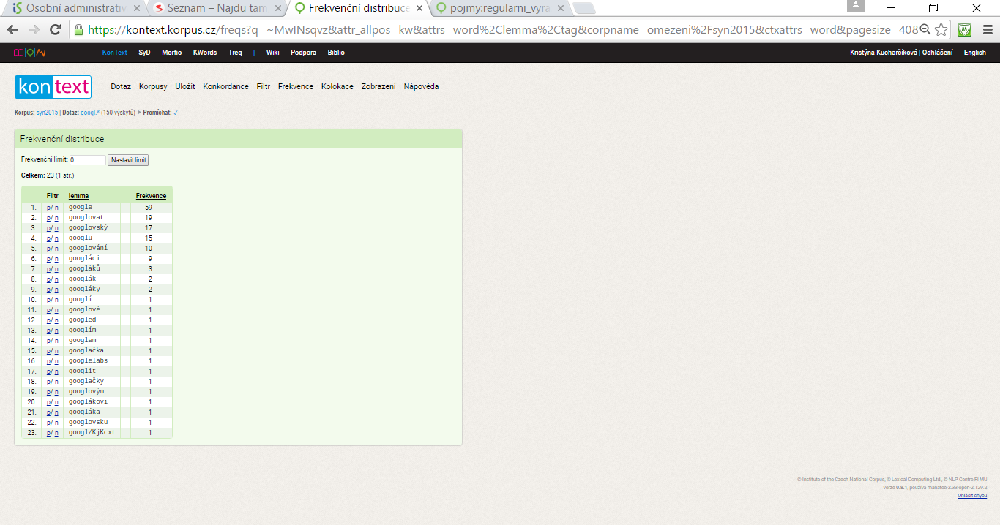 Osobní administrativ
Seznam – Najdu tam
Frekvenční distribuce
pojmy:regularni_vyra
https://kontext.korpus.cz/freqs?q=~MwINsqvz&attr_allpos=kw&attrs=word%2Clemma%2Ctag&corpname=omezeni%2Fsyn2015&ctxattrs=word&pagesize=408
KonText SyD Morfio KWords Treq | Wiki Podpora Biblio
Kristýna Kucharčíková | Odhlášení English
kontext
Dotaz Korpusy Uložit Konkordance Filtr Frekvence Kolokace Zobrazení Nápověda
Korpus: syn2015 | Dotaz: googl.* (150 výskytů) ▸ Promíchat: ✓
Frekvenční distribuce
Frekvenční limit: 0 Nastavit limit
Celkem: 23 (1 str.)
Filtr lemma Frekvence
1. p/ n google 59
2. p/ n googlovat 19
3. p/ n googlovský 17
4. p/ n googlu 15
5. p/ n googlování 10
6. p/ n googláci 9
7. p/ n googláků 3
8. p/ n googlák 2
9. p/ n googláky 2
10. p/ n googlí 1
11. p/ n googlové 1
12. p/ n googled 1
13. p/ n googlím 1
14. p/ n googlem 1
15. p/ n googlačka 1
16. p/ n googlelabs 1
17. p/ n googlit 1
18. p/ n googlačky 1
19. p/ n googlovým 1
20. p/ n googlákovi 1
21. p/ n googláka 1
22. p/ n googlovsku 1
23. p/ n googl/KjKcxt 1
© Institute of the Czech National Corpus, © Lexical Computing Ltd., © NLP Centre FI MU
verze 0.8.1, používá manatee-2.33-open-2.129.2
Ohlásit chybu